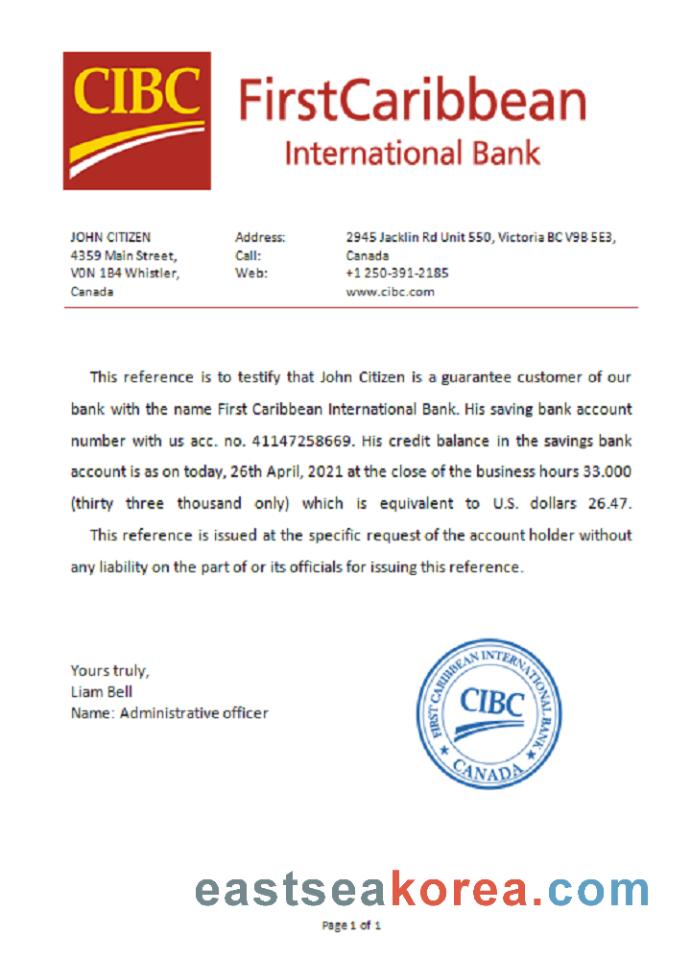 CIBC
FirstCaribbean
International Bank
JOHN CITIZEN
4359 Main Street,
V0N 1B4 Whistler,
Canada
Address:
Call:
Web:
2945 Jacklin Rd Unit 550, Victoria BC V9B 5E3,
Canada
+1 250-391-2185
www.cibc.com
This reference is to testify that John Citizen is a guarantee customer of our
bank with the name First Caribbean International Bank. His saving bank account
number with us acc. no. 41147258669. His credit balance in the savings bank
account is as on today, 26th April, 2021 at the close of the business hours 33.000
(thirty three thousand only) which is equivalent to U.S. dollars 26.47.
This reference is issued at the specific request of the account holder without
any liability on the part of or its officials for issuing this reference.
Yours truly,
Liam Bell
Name: Administrative officer
FIRST CARIBBEAN INTERNATIONAL BANK
CIBC
CANADA
eastseakorea.com
Page 1 of 1